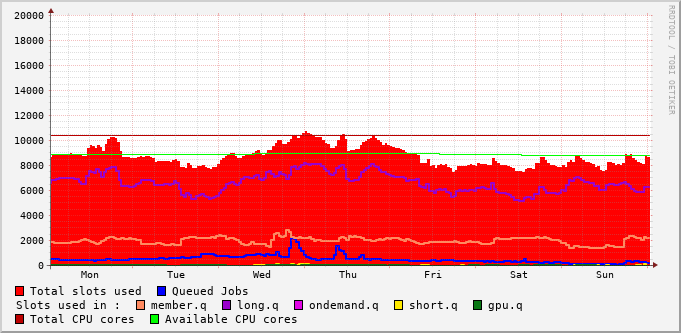 20000
18000
16000
14000
12000
10000
8000
6000
4000
2000
0
Mon Tue Wed Thu Fri Sat Sun
RRDTOOL / TOBI OETIKER
Total slots used Queued Jobs
Slots used in : member.q long.q ondemand.q short.q gpu.q
Total CPU cores Available CPU cores